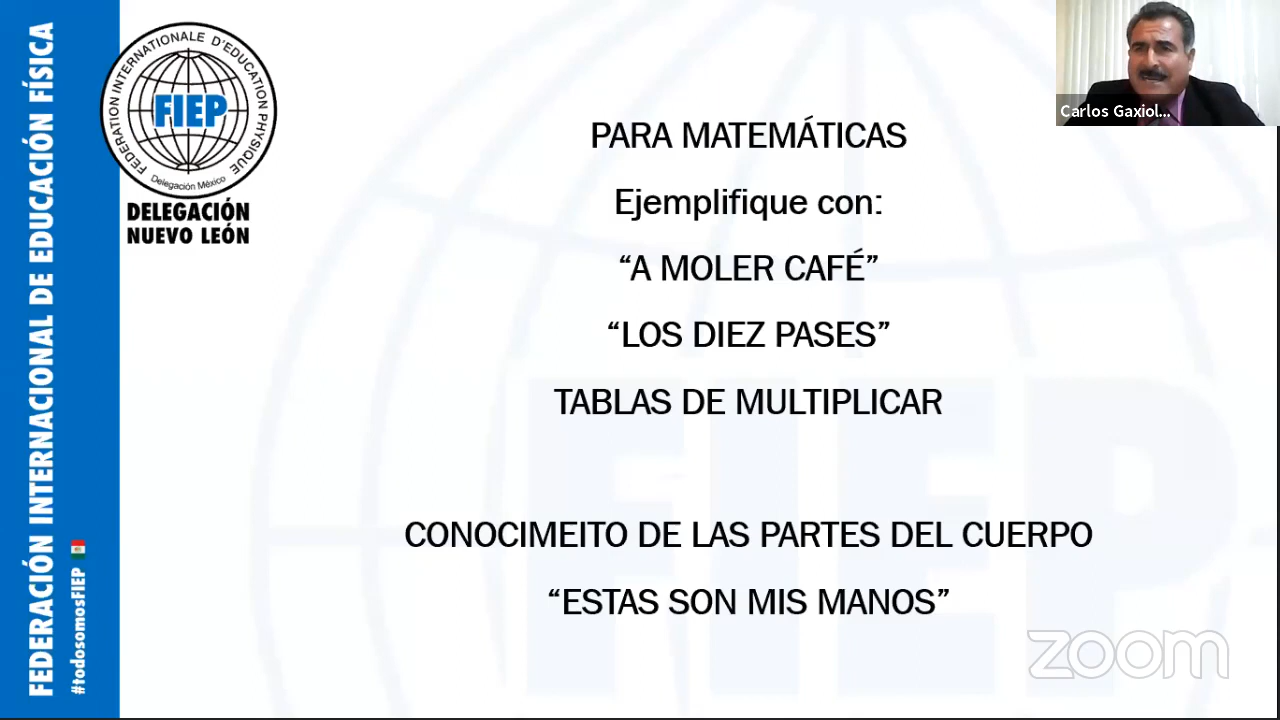 FEDERACIÓN INTERNACIONAL DE EDUCACIÓN FÍSICA
#todosomosFIEP
FEDERATION INTERNATIONALE D'EDUCATION PHYSIQUE
FIEP
Delegación México
DELEGACIÓN
NUEVO LEÓN
PARA MATEMÁTICAS
Ejemplifique con:
“A MOLER CAFÉ”
“LOS DIEZ PASES”
TABLAS DE MULTIPLICAR
CONOCIMEITO DE LAS PARTES DEL CUERPO
“ESTAS SON MIS MANOS”
FIEP
Carlos Gaxiol...
zoom